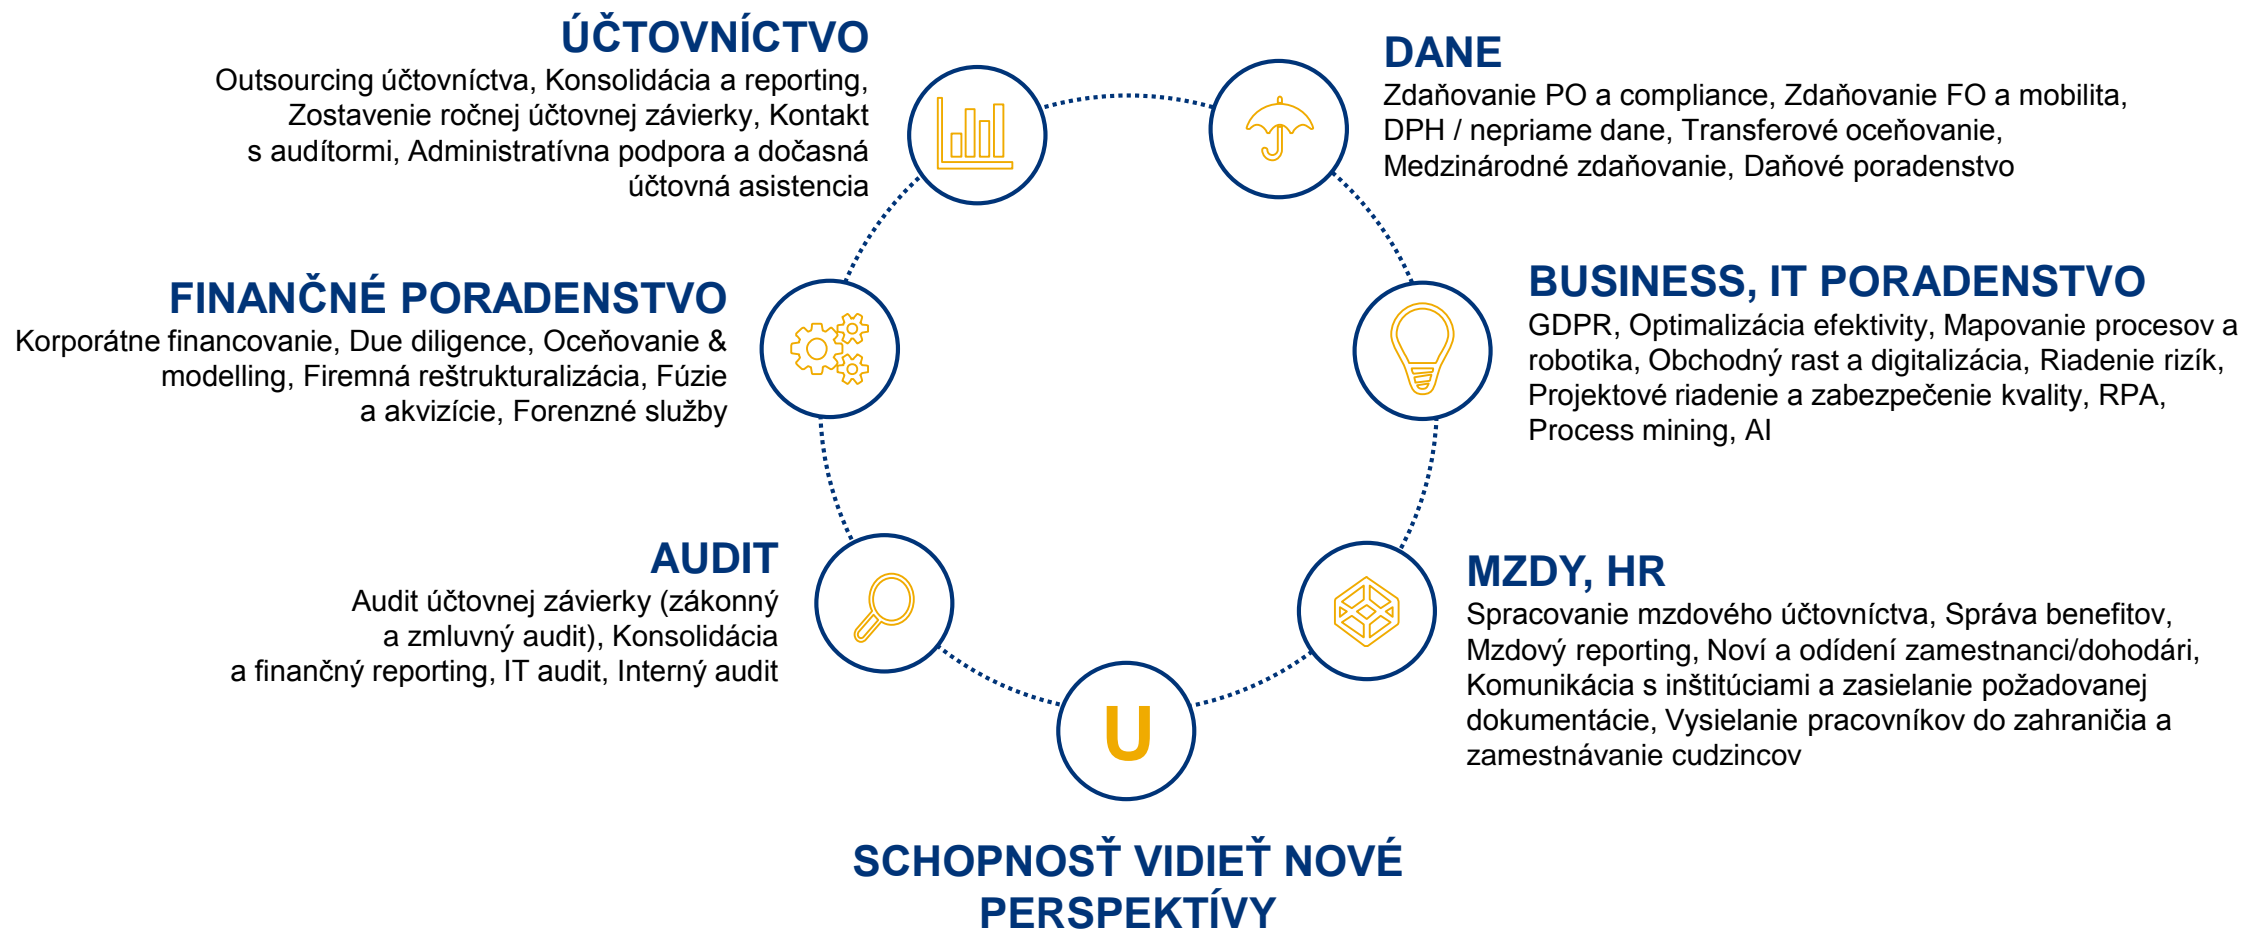 ÚČTOVNÍCTVO
Outsourcing účtovníctva, Konsolidácia a reporting,
Zostavenie ročnej účtovnej závierky, Kontakt
s audítormi, Administratívna podpora a dočasná
účtovná asistencia
DANE
Zdaňovanie PO a compliance, Zdaňovanie FO a mobilita,
DPH / nepriame dane, Transferové oceňovanie,
Medzinárodné zdaňovanie, Daňové poradenstvo
FINANČNÉ PORADENSTVO
Korporátne financovanie, Due diligence, Oceňovanie &
modelling, Firemná reštrukturalizácia, Fúzie
a akvizície, Forenzné služby
BUSINESS, IT PORADENSTVO
GDPR, Optimalizácia efektivity, Mapovanie procesov a
robotika, Obchodný rast a digitalizácia, Riadenie rizík,
Projektové riadenie a zabezpečenie kvality, RPA,
Process mining, AI
AUDIT
Audit účtovnej závierky (zákonný
a zmluvný audit), Konsolidácia
a finančný reporting, IT audit, Interný audit
MZDY, HR
Spracovanie mzdového účtovníctva, Správa benefitov,
Mzdový reporting, Noví a odídení zamestnanci/dohodári,
Komunikácia s inštitúciami a zasielanie požadovanej
dokumentácie, Vysielanie pracovníkov do zahraničia a
zamestnávanie cudzincov
U
SCHOPNOSŤ VIDIEŤ NOVÉ
PERSPEKTÍVY